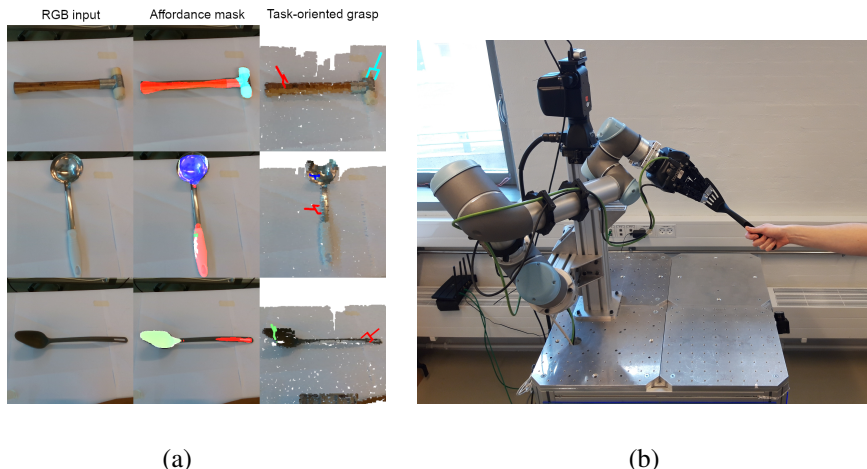 RGB input
Affordance mask
Task-oriented grasp
(a)
(b)